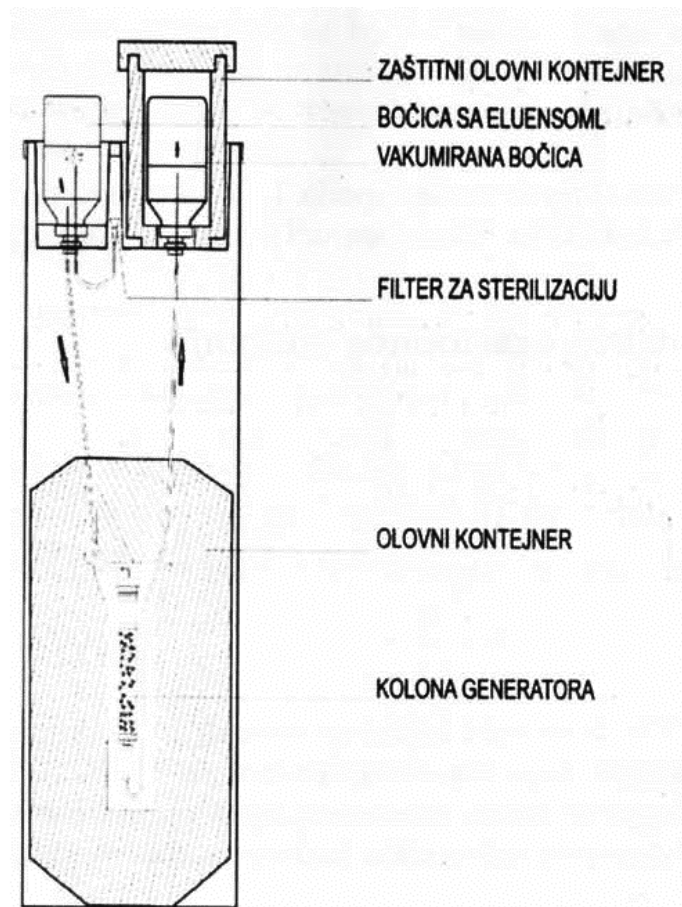 ZAŠTITNI OLOVNI KONTEJNER
BOČICA SA ELUENSOML
VAKUMIRANA BOČICA
FILTER ZA STERILIZACIJU
OLOVNI KONTEJNER
KOLONA GENERATORA